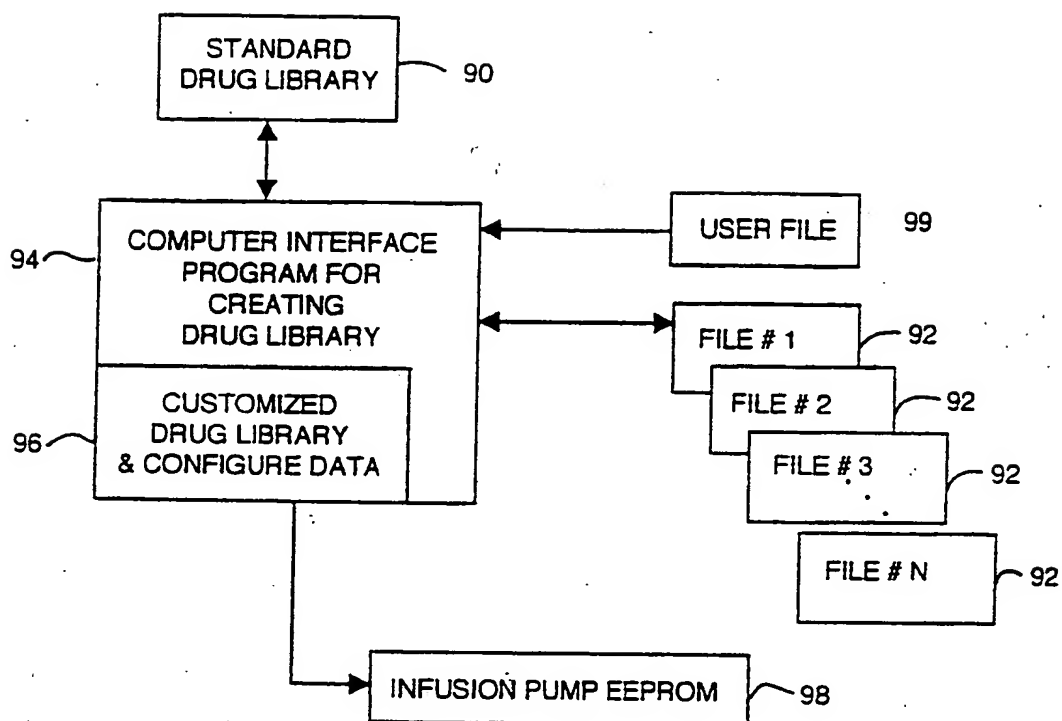 STANDARD
DRUG LIBRARY
90
94
COMPUTER INTERFACE
PROGRAM FOR
CREATING
DRUG LIBRARY
USER FILE
99
FILE # 1
92
FILE # 2
92
FILE # 3
92
FILE # N
92
96
CUSTOMIZED
DRUG LIBRARY
& CONFIGURE DATA
INFUSION PUMP EEPROM
98